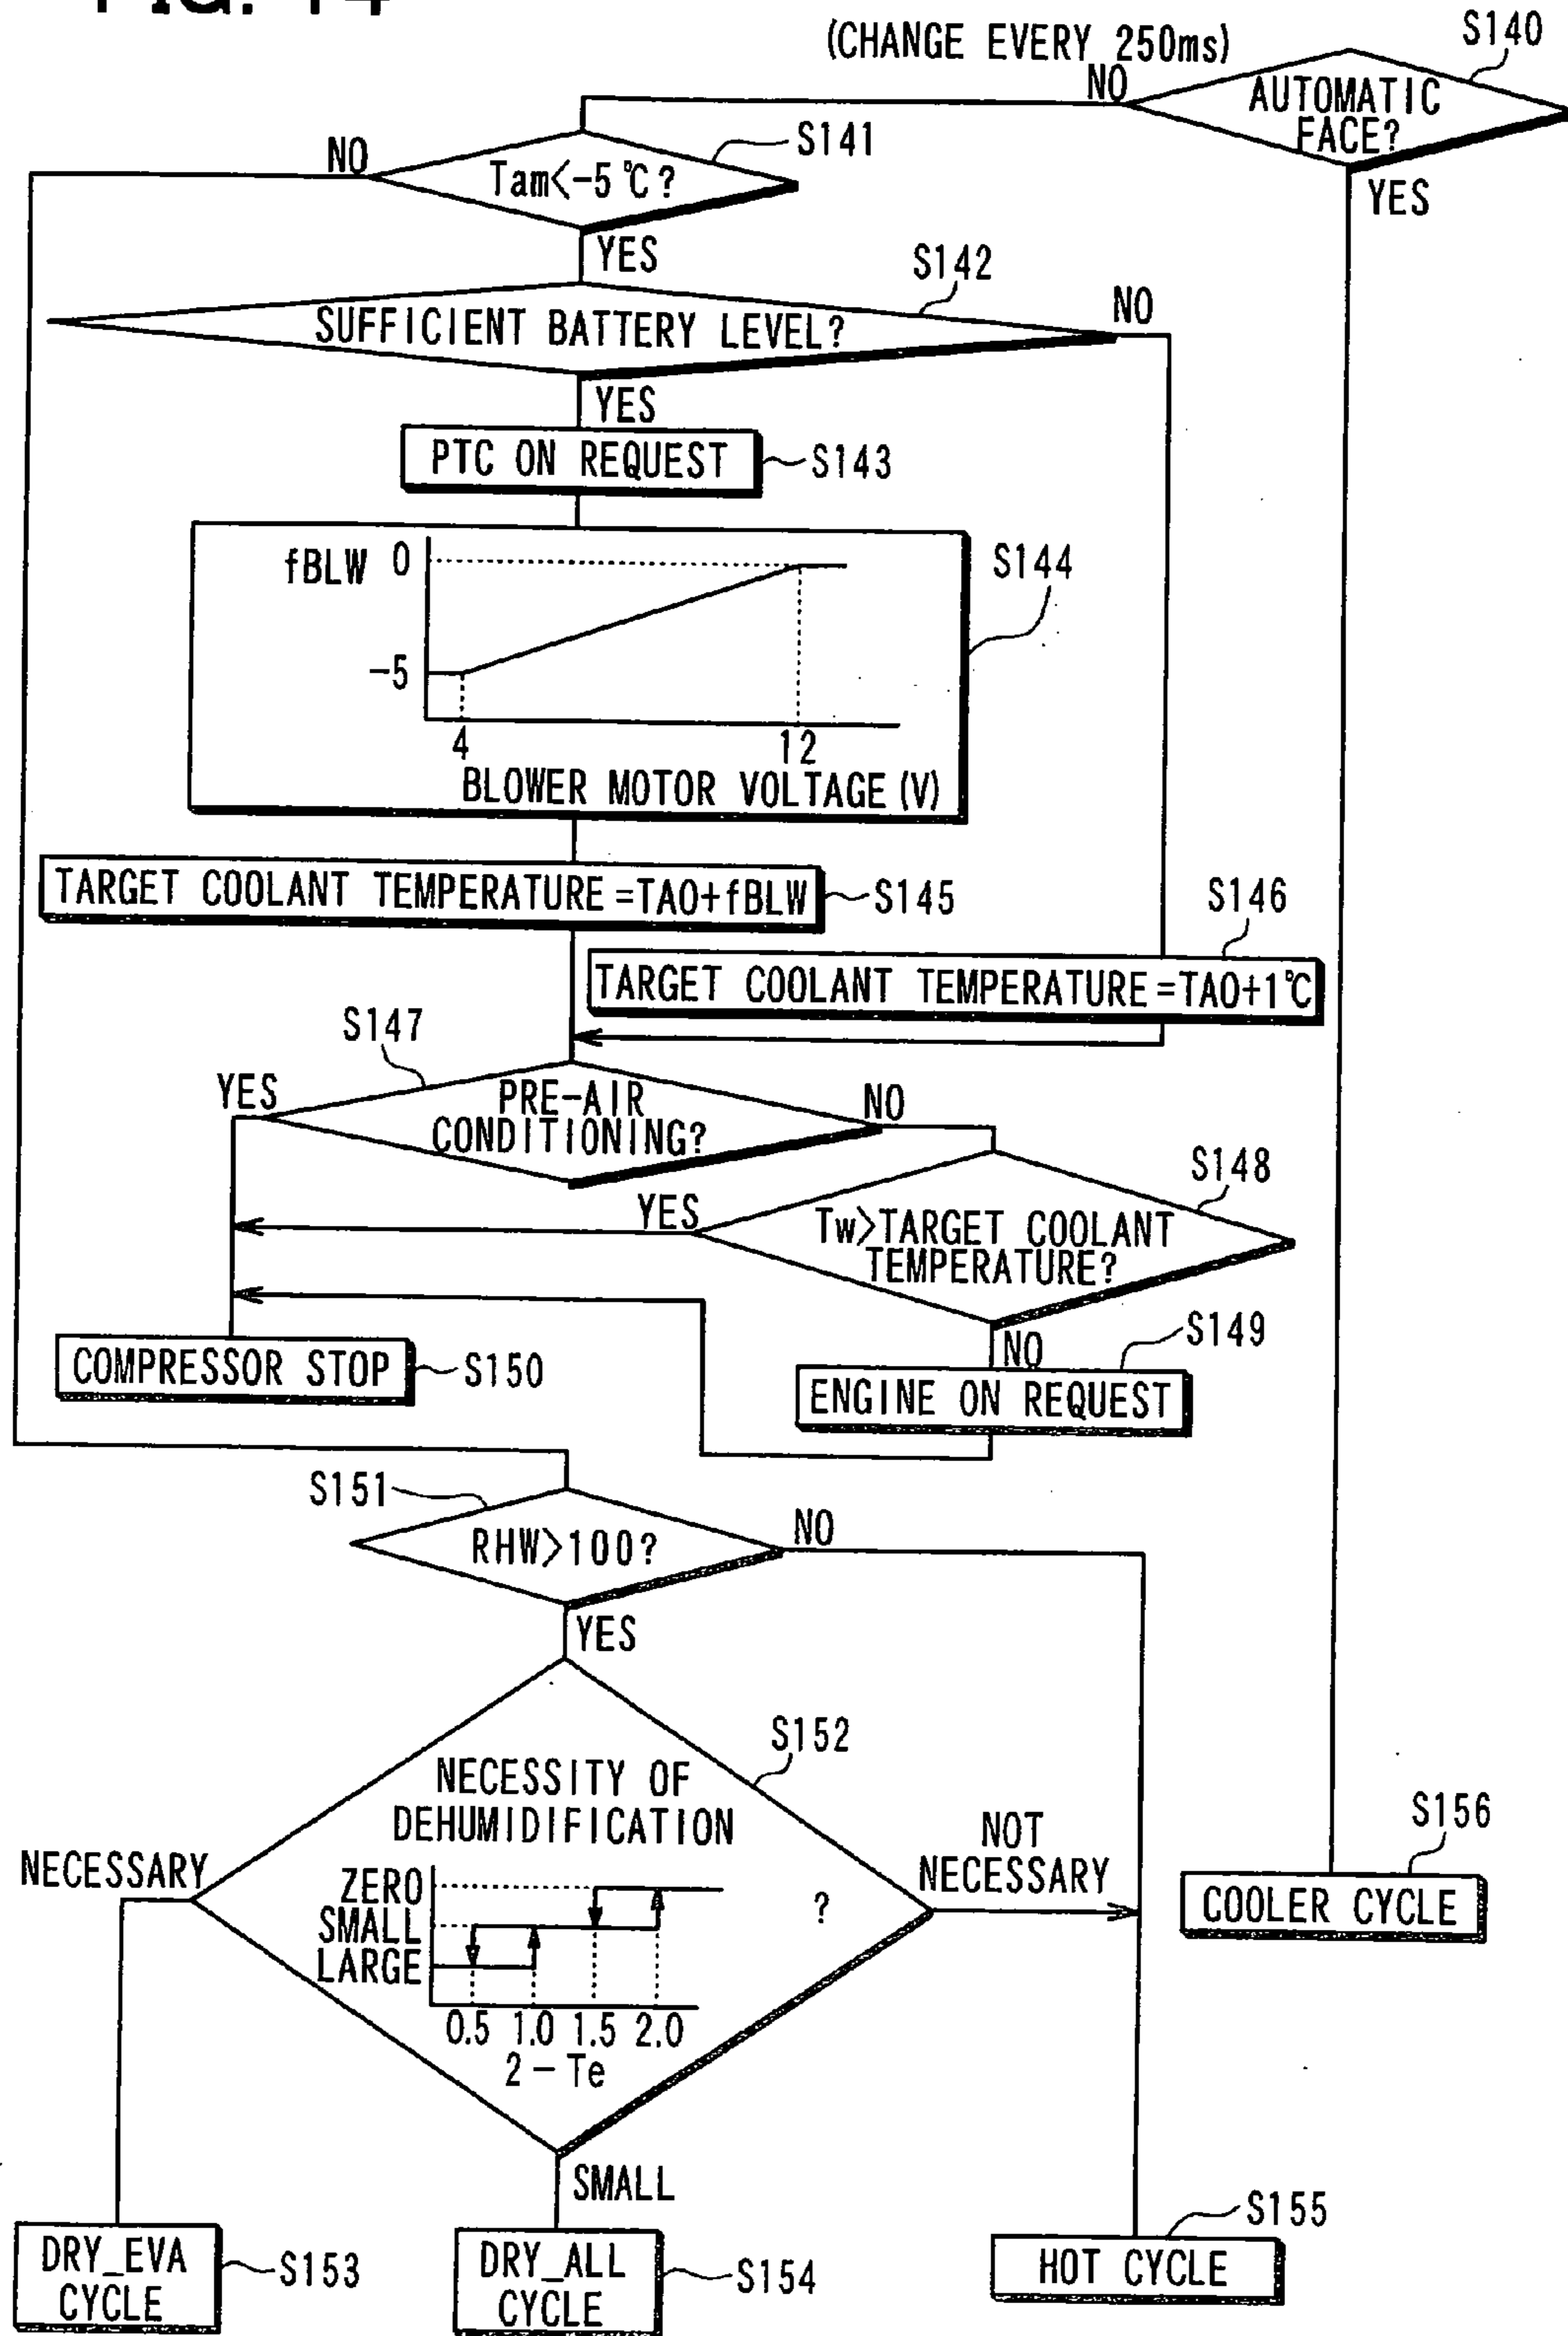 FIG. 14
(CHANGE EVERY 250ms)
S140
AUTOMATIC
FACE?
NO
YES
S141
Tam<-5℃?
NO
YES
S142
SUFFICIENT BATTERY LEVEL?
NO
YES
PTC ON REQUEST
S143
fBLW
0
-5
4
12
BLOWER MOTOR VOLTAGE (V)
S144
TARGET COOLANT TEMPERATURE=TAO+fBLW
S145
S146
TARGET COOLANT TEMPERATURE=TAO+1℃
S147
PRE-AIR
CONDITIONING?
YES
NO
S148
Tw>TARGET COOLANT
TEMPERATURE?
YES
NO
S149
ENGINE ON REQUEST
COMPRESSOR STOP
S150
S151
RHW>100?
NO
YES
S152
NECESSITY OF
DEHUMIDIFICATION
ZERO
SMALL
LARGE
?
0.5 1.0 1.5 2.0
2-Te
NECESSARY
NOT
NECESSARY
SMALL
S156
COOLER CYCLE
DRY_EVA
CYCLE
S153
DRY_ALL
CYCLE
S154
HOT CYCLE
S155